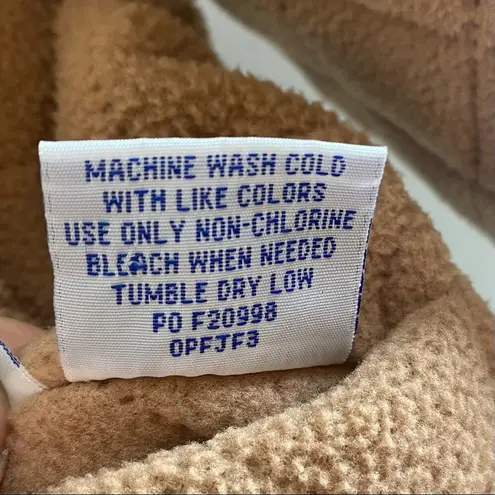 MACHINE WASH COLD
WITH LIKE COLORS
USE ONLY NON-CHLORINE
BLEACH WHEN NEEDED
TUMBLE DRY LOW
PO F20998
OPFJF3